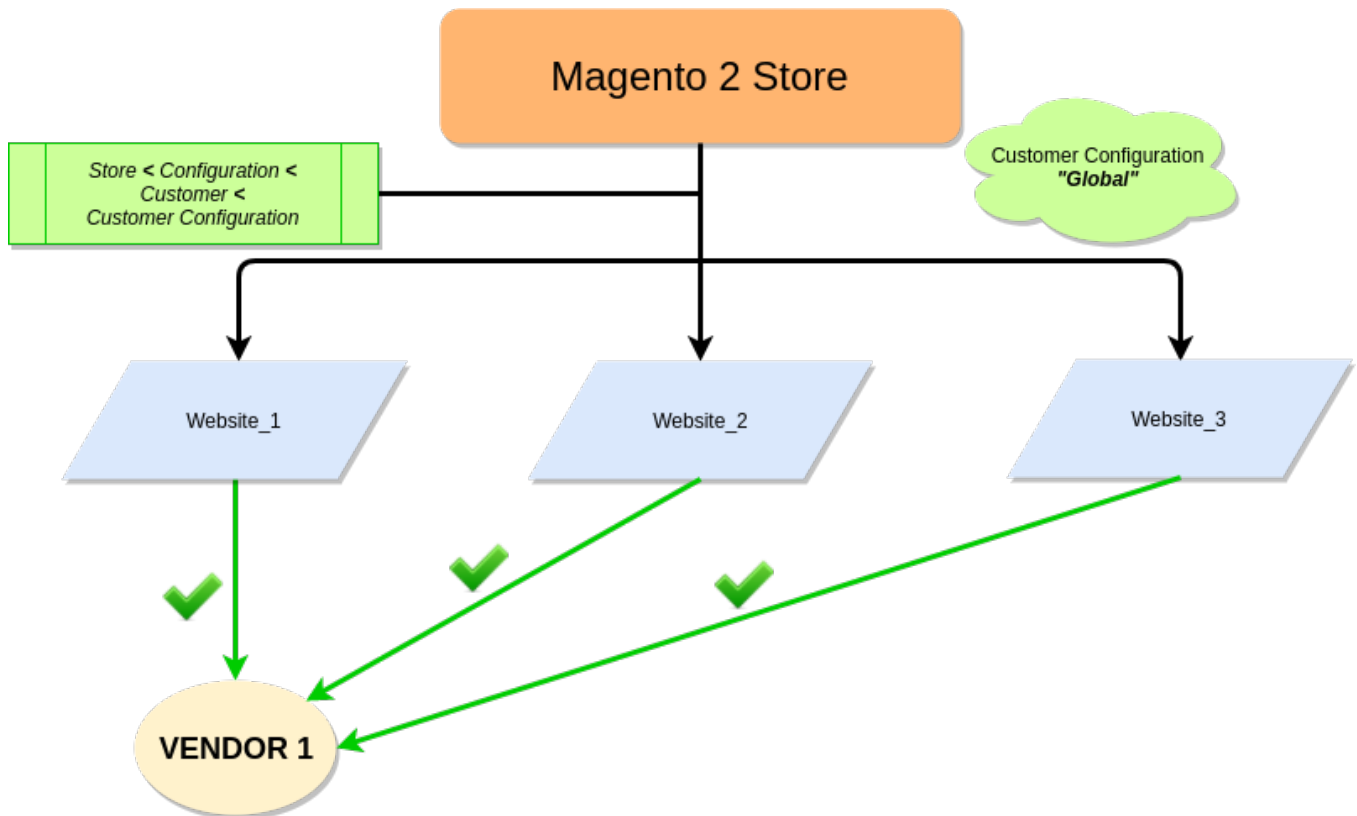 Magento 2 Store
Store < Configuration <
Customer <
Customer Configuration
Customer Configuration
"Global"
Website_1
Website_2
Website_3
VENDOR 1